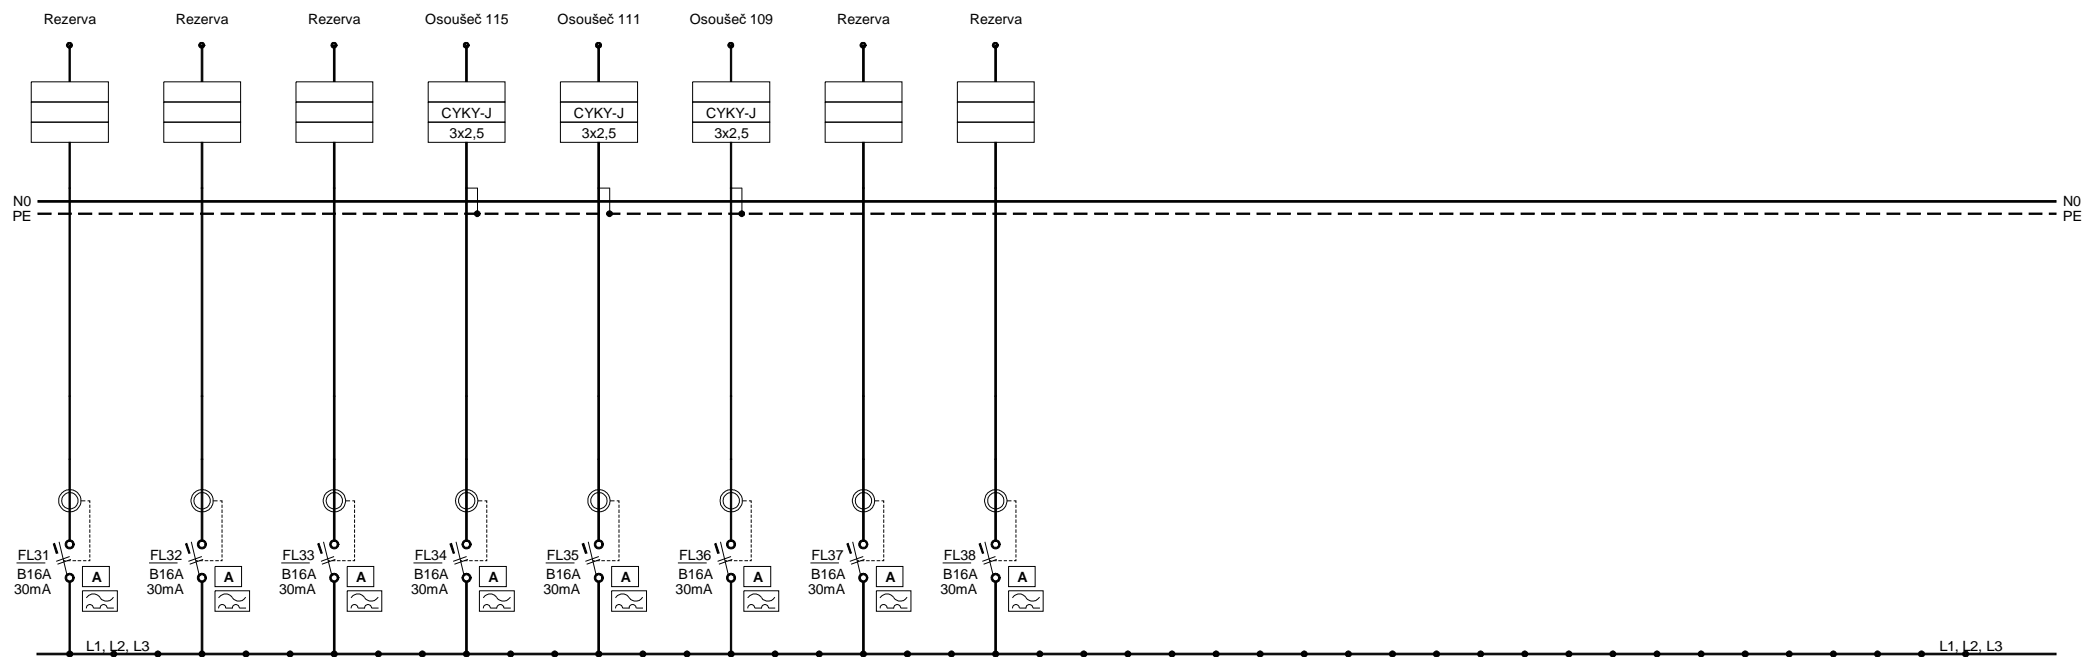 Rezerva Rezerva Rezerva Osoušeč 115 Osoušeč 111 Osoušeč 109 Rezerva Rezerva
CYKY-J CYKY-J CYKY-J
3x2,5 3x2,5 3x2,5
N0 N0
PE PE
FL31 FL32 FL33 FL34 FL35 FL36 FL37 FL38
B16A A B16A A B16A A B16A A B16A A B16A A B16A A B16A A
30mA 30mA 30mA 30mA 30mA 30mA 30mA 30mA
L1, L2, L3 L1, L2, L3